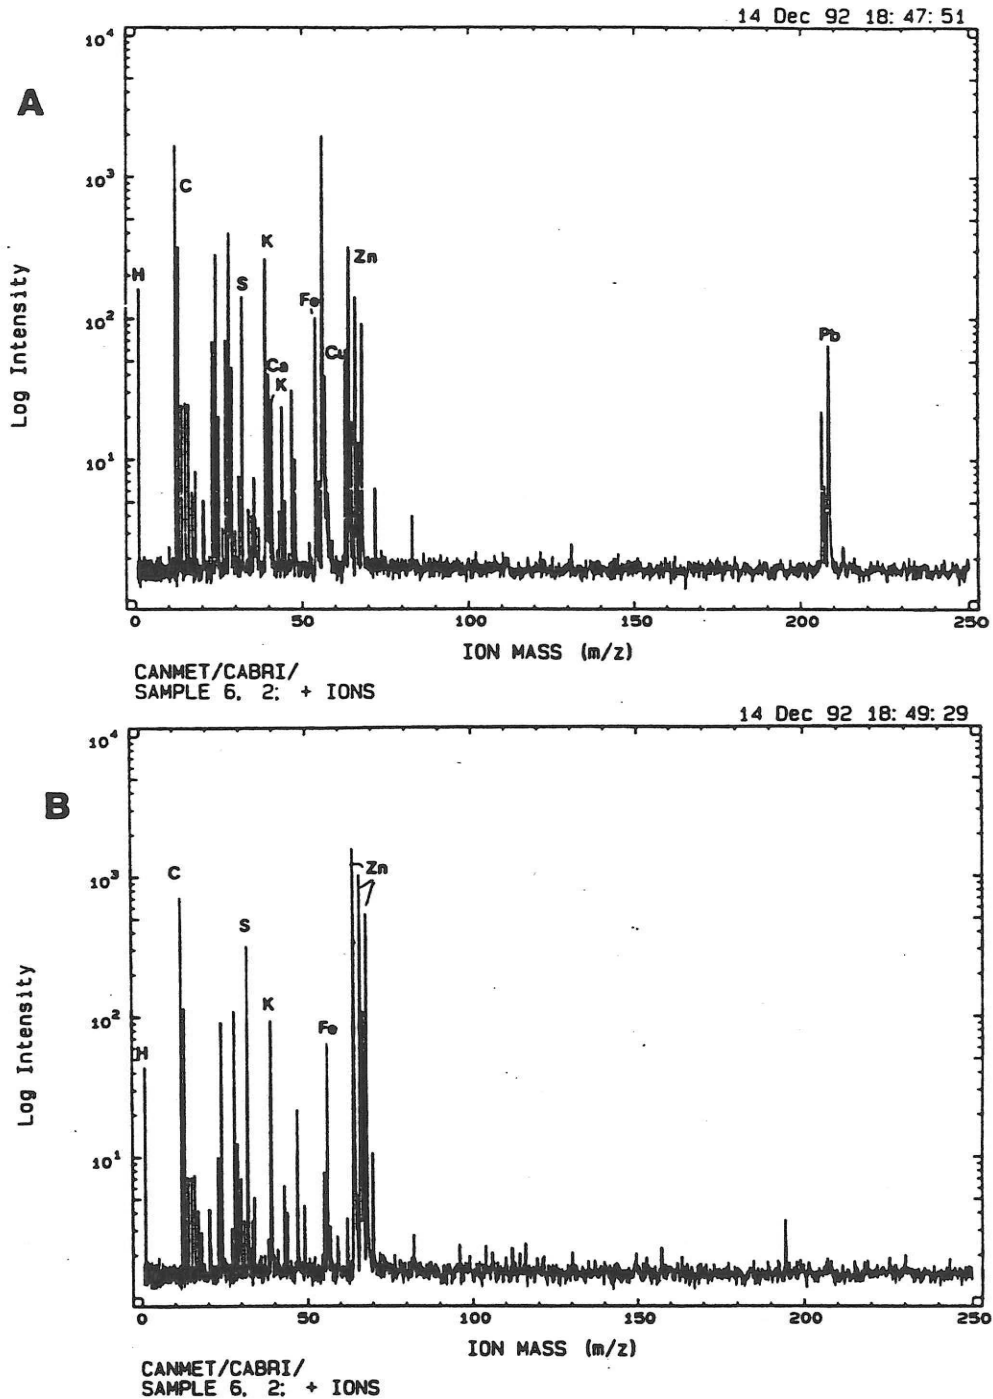 14 Dec 92 18:47:51
A
Log Intensity
10⁴
10³
10²
10¹
H
C
S
K
Ca
K
Fe
Cu
Zn
Pb
0 50 100 150 200 250
ION MASS (m/z)
CANMET/CABRI/
SAMPLE 6, 2; + IONS
14 Dec 92 18:49:29
B
Log Intensity
10⁴
10³
10²
10¹
H
C
S
K
Fe
Zn
0 50 100 150 200 250
ION MASS (m/z)
CANMET/CABRI/
SAMPLE 6, 2; + IONS